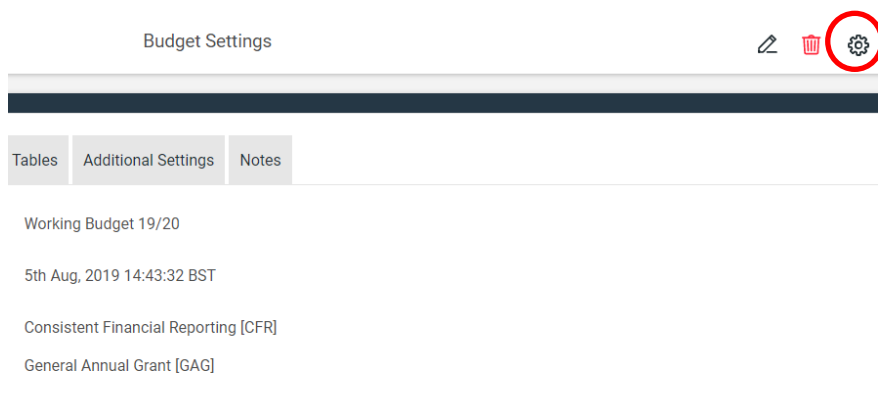 Budget Settings
Tables Additional Settings Notes
Working Budget 19/20
5th Aug, 2019 14:43:32 BST
Consistent Financial Reporting [CFR]
General Annual Grant [GAG]